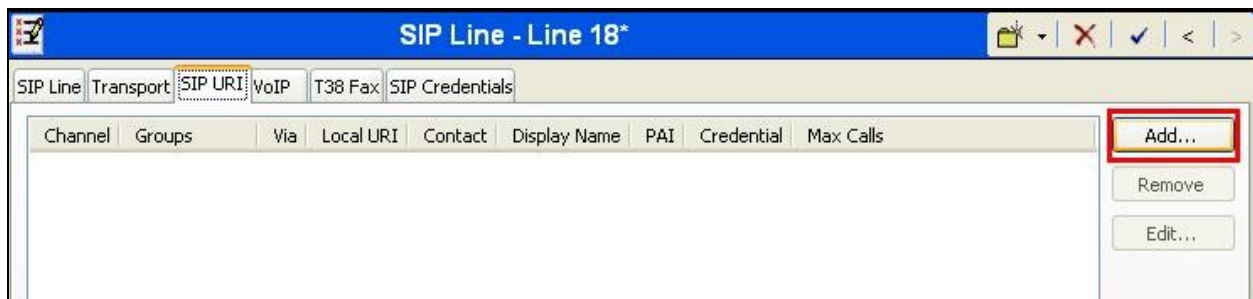 SIP Line - Line 18*
SIP Line Transport SIP URI VoIP T38 Fax SIP Credentials
Channel Groups Via Local URI Contact Display Name PAI Credential Max Calls
Add...
Remove
Edit...